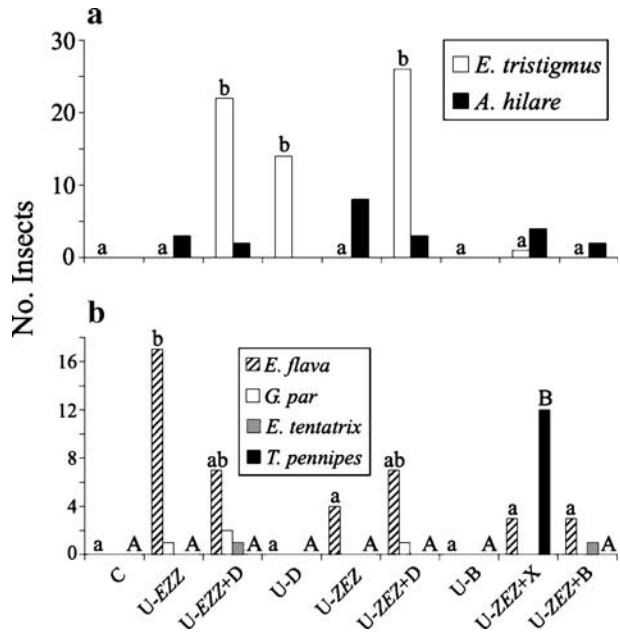 a
30
20
10
0
No. Insects
E. tristigmus
A. hilare
a a b b a b a a a
b
16
12
8
4
0
E. flava
G. par
E. tentatrix
T. pennipes
a A b A ab A a A a A ab A a A a B a A
C
U-EZZ
U-EZZ+D
U-D
U-ZEZ
U-ZEZ+D
U-B
U-ZEZ+X
U-ZEZ+B